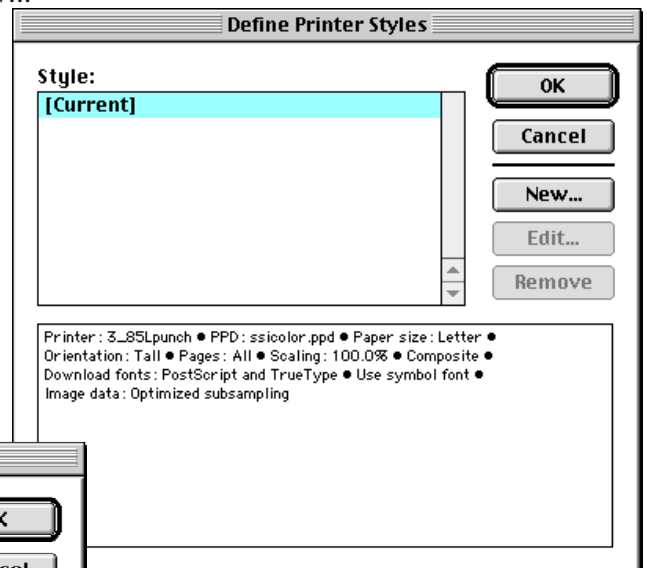 Define Printer Styles
Style:
[Current]
OK
Cancel
New...
Edit...
Remove
Printer: 3_85Lpunch ● PPD: ssicolor.ppd ● Paper size: Letter ●
Orientation: Tall ● Pages: All ● Scaling: 100.0% ● Composite ●
Download fonts: PostScript and TrueType ● Use symbol font ●
Image data: Optimized subsampling